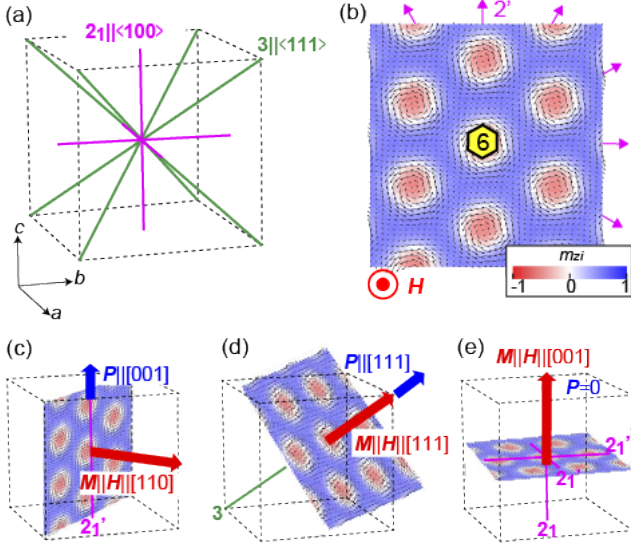 (a)
2₁||<100>
3||<111>
c
b
a
(b)
2'
6
m_zi
-1 0 1
H
(c)
P||[001]
M||H||[110]
2₁'
(d)
P||[111]
M||H||[111]
3
(e)
M||H||[001]
P=0
2₁'
2₁'
2₁